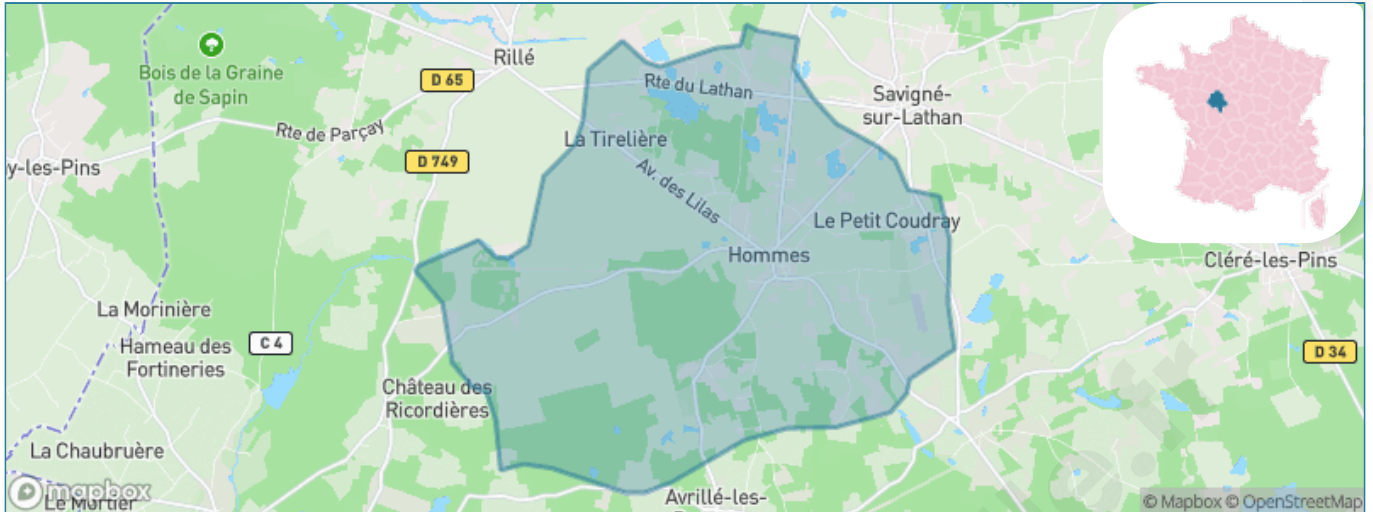 Rillé
Bois de la Graine
de Sapin
D 65
Rte du Lathan
Savigné-
sur-Lathan
Rte de Parçay
La Tirelière
D 749
y-les-Pins
Av. des Lilas
Le Petit Coudray
Hommes
Cléré-les-Pins
La Morinière
C 4
Hameau des
Fortineries
D 34
Château des
Ricordières
La Chaubruère
mapbox
Le Mortier
Avrillé-les-
© Mapbox © OpenStreetMap